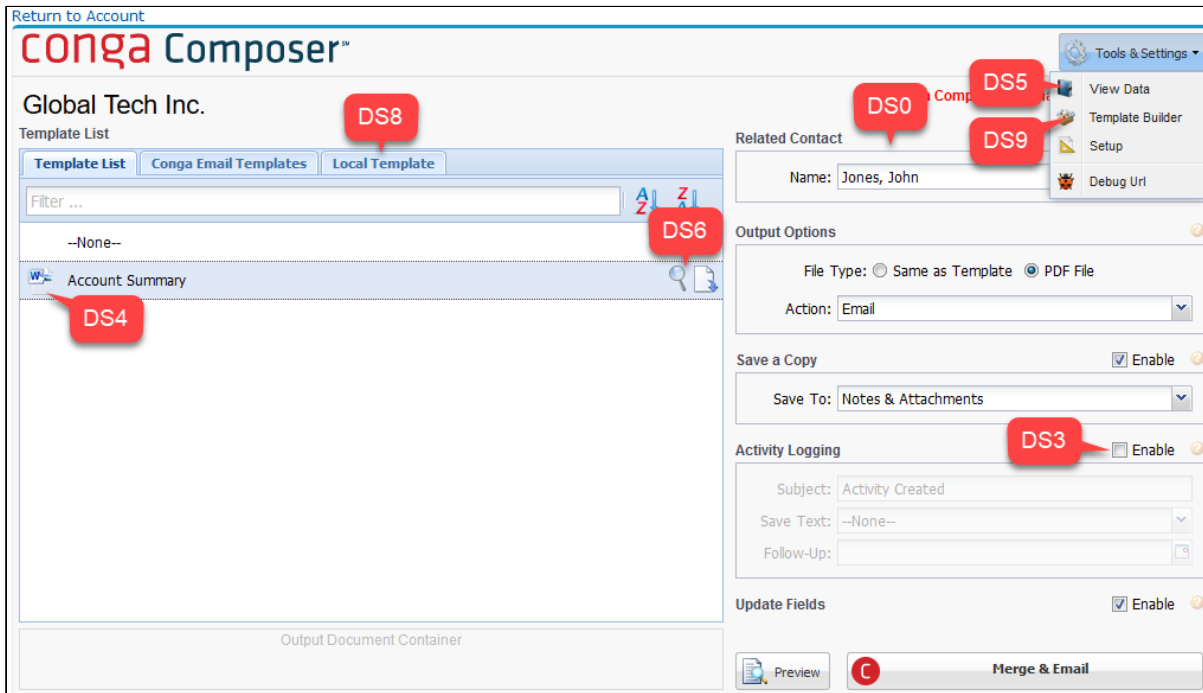 Return to Account
conga Composer℠
Tools & Settings
DS5
View Data
Comp
DS0
Global Tech Inc.
DS8
Template Builder
DS9
Template List
Related Contact
Setup
Template List Conga Email Templates Local Template
Name: Jones, John
Debug Url
Filter ...
A Z
Z
DS6
--None--
Output Options
W
Account Summary
File Type: Same as Template PDF File
DS4
Action: Email
Save a Copy Enable
Save To: Notes & Attachments
DS3
Activity Logging Enable
Subject: Activity Created
Save Text: --None--
Follow-Up:
Update Fields Enable
Output Document Container
Preview
C Merge & Email